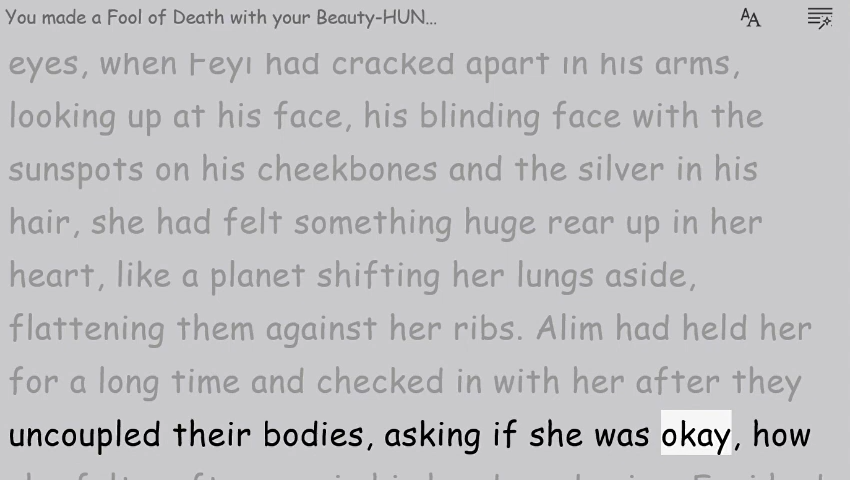 You made a Fool of Death with your Beauty-HUN...
AA
eyes, when Feyi had cracked apart in his arms,
looking up at his face, his blinding face with the
sunspots on his cheekbones and the silver in his
hair, she had felt something huge rear up in her
heart, like a planet shifting her lungs aside,
flattening them against her ribs. Alim had held her
for a long time and checked in with her after they
uncoupled their bodies, asking if she was okay, how